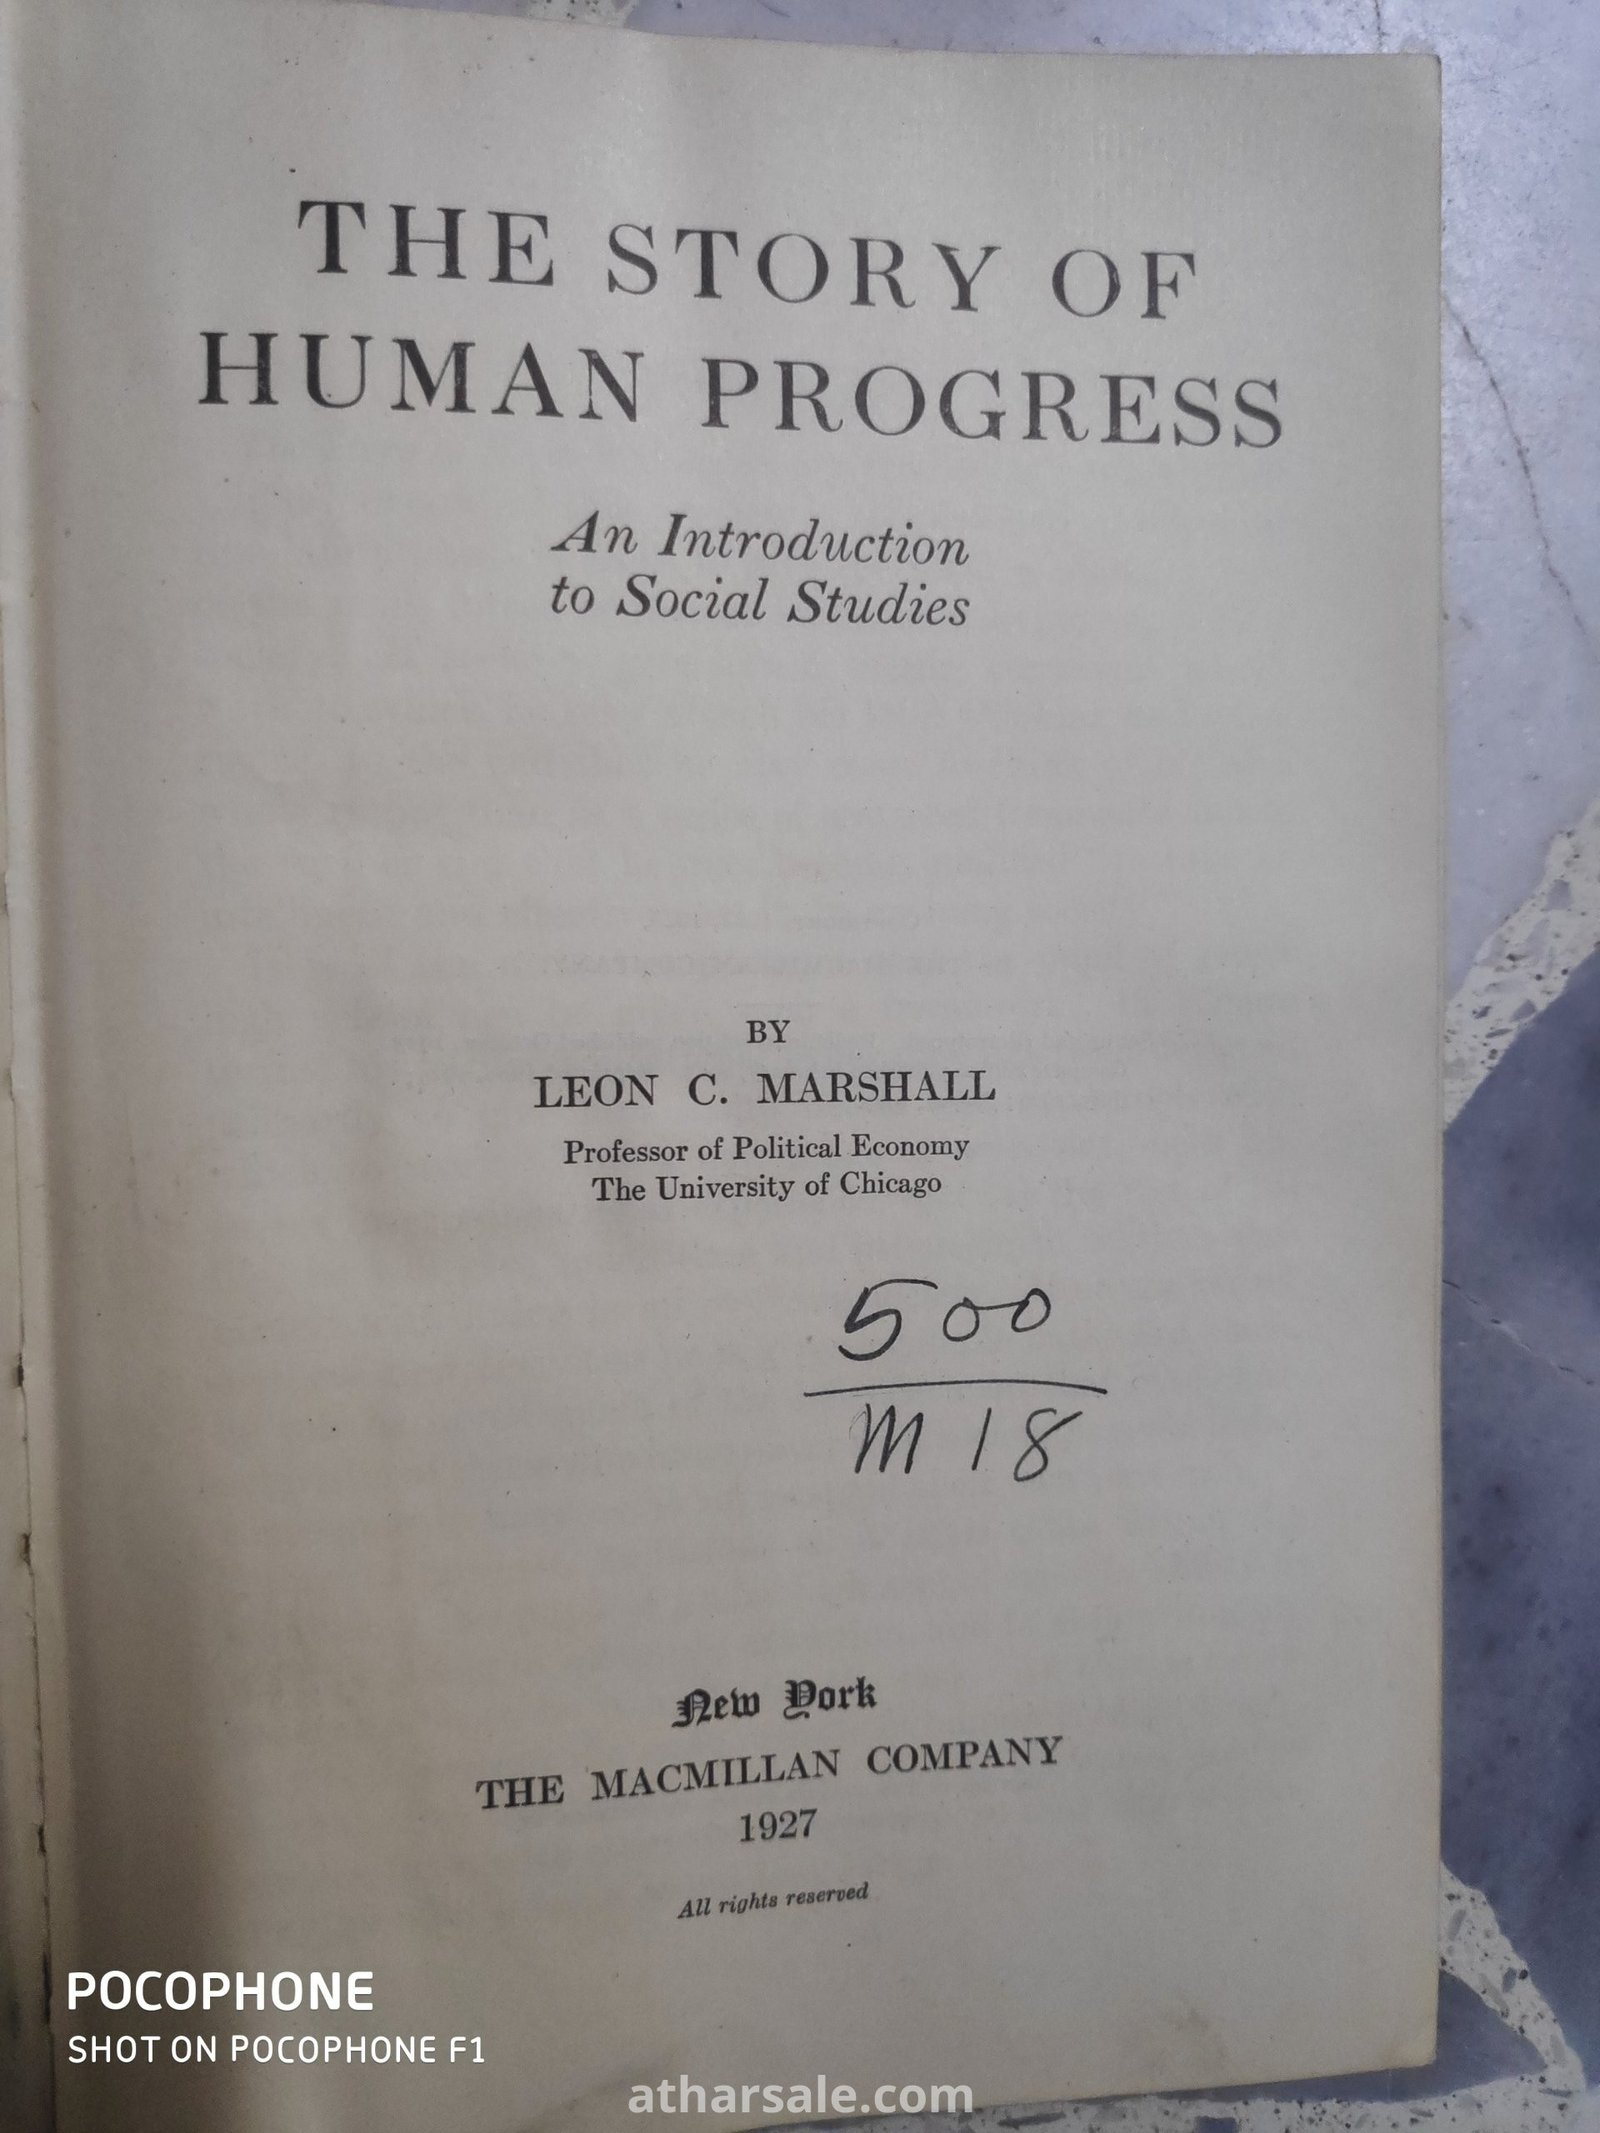 THE STORY OF
HUMAN PROGRESS
An Introduction
to Social Studies
BY
LEON C. MARSHALL
Professor of Political Economy
The University of Chicago
500
M 18
New York
THE MACMILLAN COMPANY
1927
All rights reserved
POCOPHONE
SHOT ON POCOPHONE F1
atharsale.com